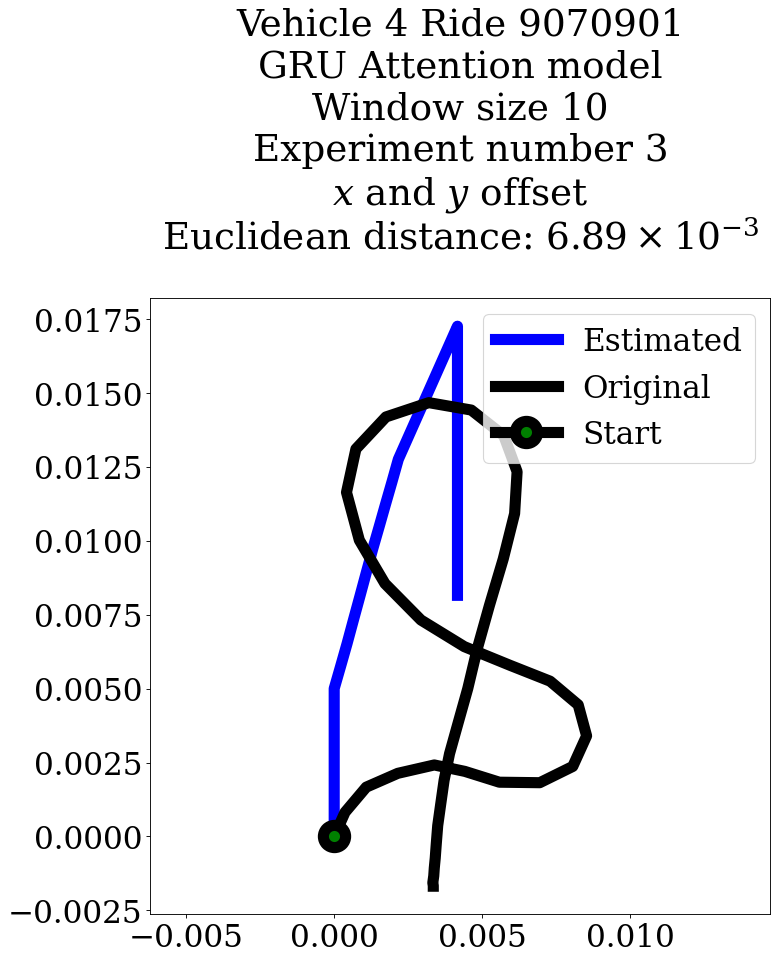 Vehicle 4 Ride 9070901
GRU Attention model
Window size 10
Experiment number 3
x and y offset
Euclidean distance: 6.89 × 10⁻³
Estimated
Original
Start
0.0175
0.0150
0.0125
0.0100
0.0075
0.0050
0.0025
0.0000
−0.0025
−0.005 0.000 0.005 0.010